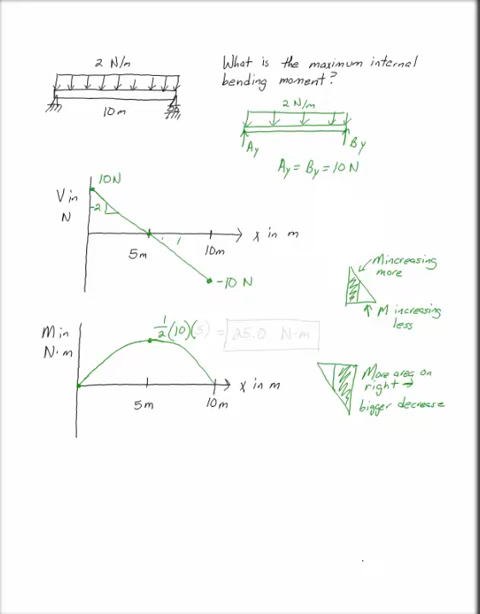 2 N/m
10m
What is the maximum internal
bending moment?
2 N/m
Ay
By
Ay = By = 10 N
V in
N
10N
-2
1
5m
10m
x in m
-10 N
M increasing
more
M increasing
less
M in
N·m
1/2(10)(5) = 25.0 N·m
5m
10m
x in m
More area on
right →
bigger decrease